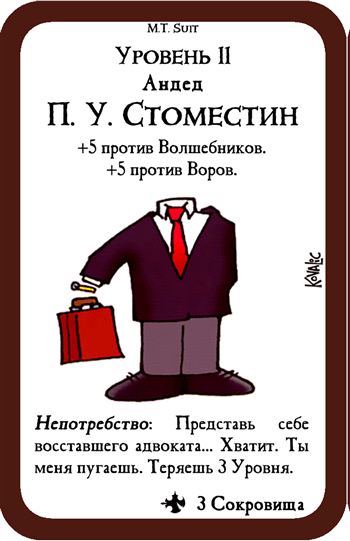 M.T. Suit
Уровень 11
Андед
П. У. Стоместин
+5 против Волшебников.
+5 против Воров.
Kovalic
Непотребство: Представь себе
восставшего адвоката... Хватит. Ты
меня пугаешь. Теряешь 3 Уровня.
3 Сокровища